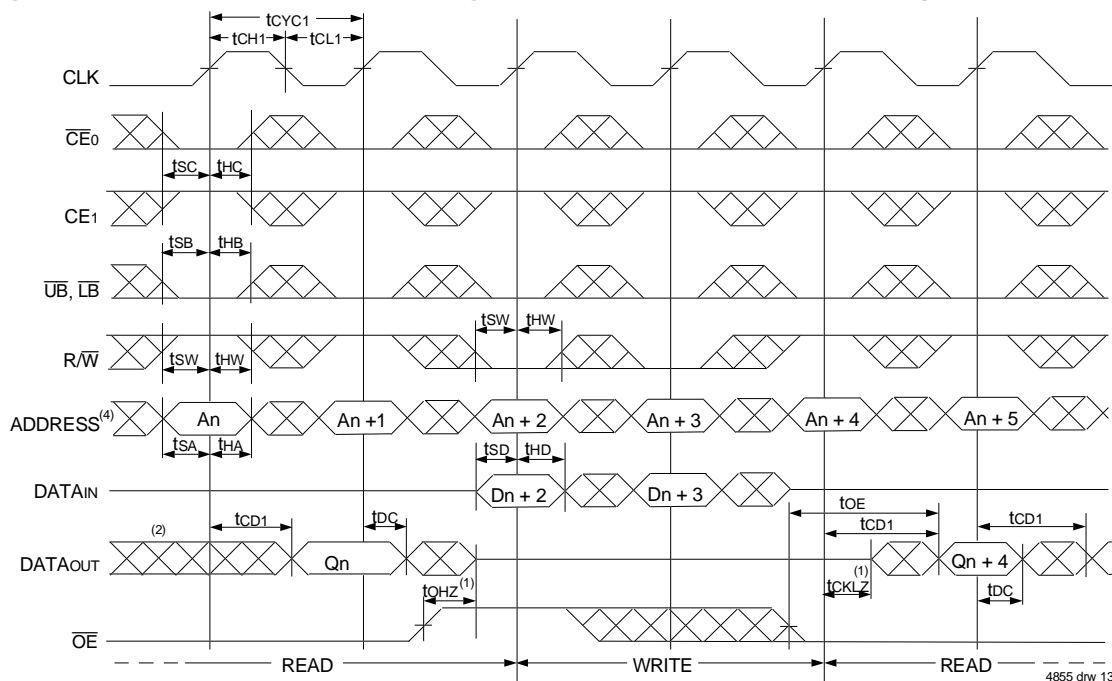 tCYC1
tCH1 tCL1
CLK
CE0
tSC tHC
CE1
tSB tHB
UB, LB
tSW tHW
R/W
tSW tHW
ADDRESS(4) An An +1 An + 2 An + 3 An + 4 An + 5
tSA tHA tSD tHD
DATAIN Dn + 2 Dn + 3
tOE
(2) tCD1 tDC tCD1 tCD1
DATAOUT Qn Qn + 4
tOHZ(1) tCKLZ(1) tDC
OE
READ WRITE READ
4855 drw 13